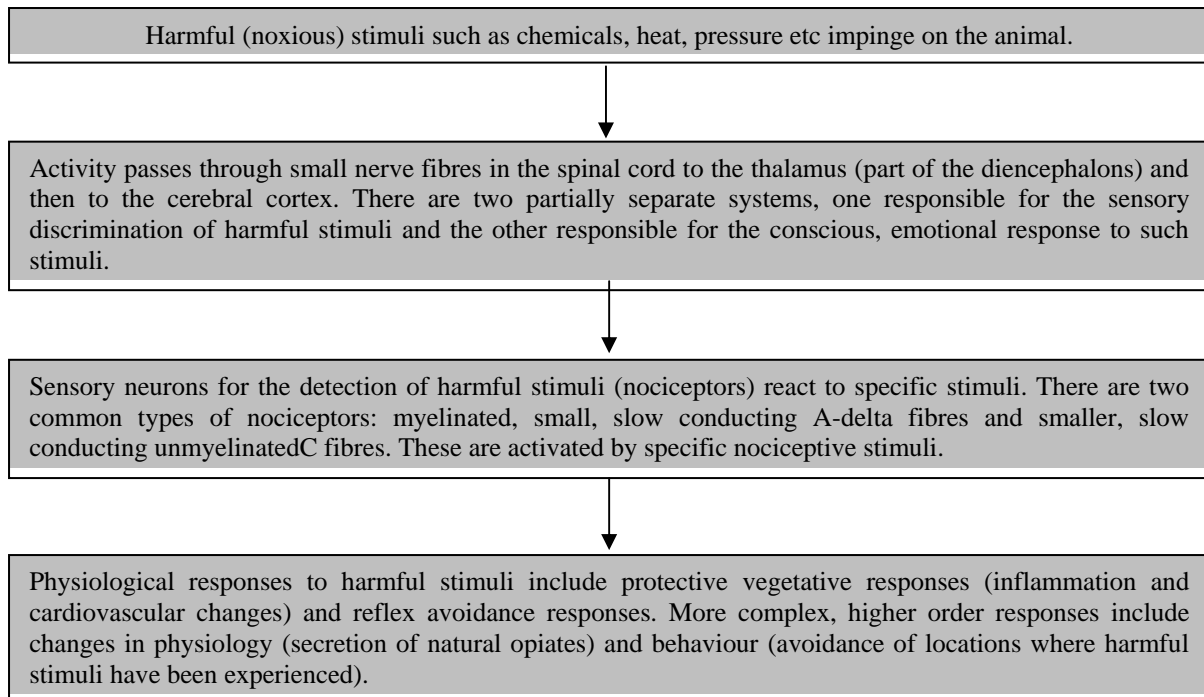 Harmful (noxious) stimuli such as chemicals, heat, pressure etc impinge on the animal.
Activity passes through small nerve fibres in the spinal cord to the thalamus (part of the diencephalons) and
then to the cerebral cortex. There are two partially separate systems, one responsible for the sensory
discrimination of harmful stimuli and the other responsible for the conscious, emotional response to such
stimuli.
Sensory neurons for the detection of harmful stimuli (nociceptors) react to specific stimuli. There are two
common types of nociceptors: myelinated, small, slow conducting A-delta fibres and smaller, slow
conducting unmyelinatedC fibres. These are activated by specific nociceptive stimuli.
Physiological responses to harmful stimuli include protective vegetative responses (inflammation and
cardiovascular changes) and reflex avoidance responses. More complex, higher order responses include
changes in physiology (secretion of natural opiates) and behaviour (avoidance of locations where harmful
stimuli have been experienced).